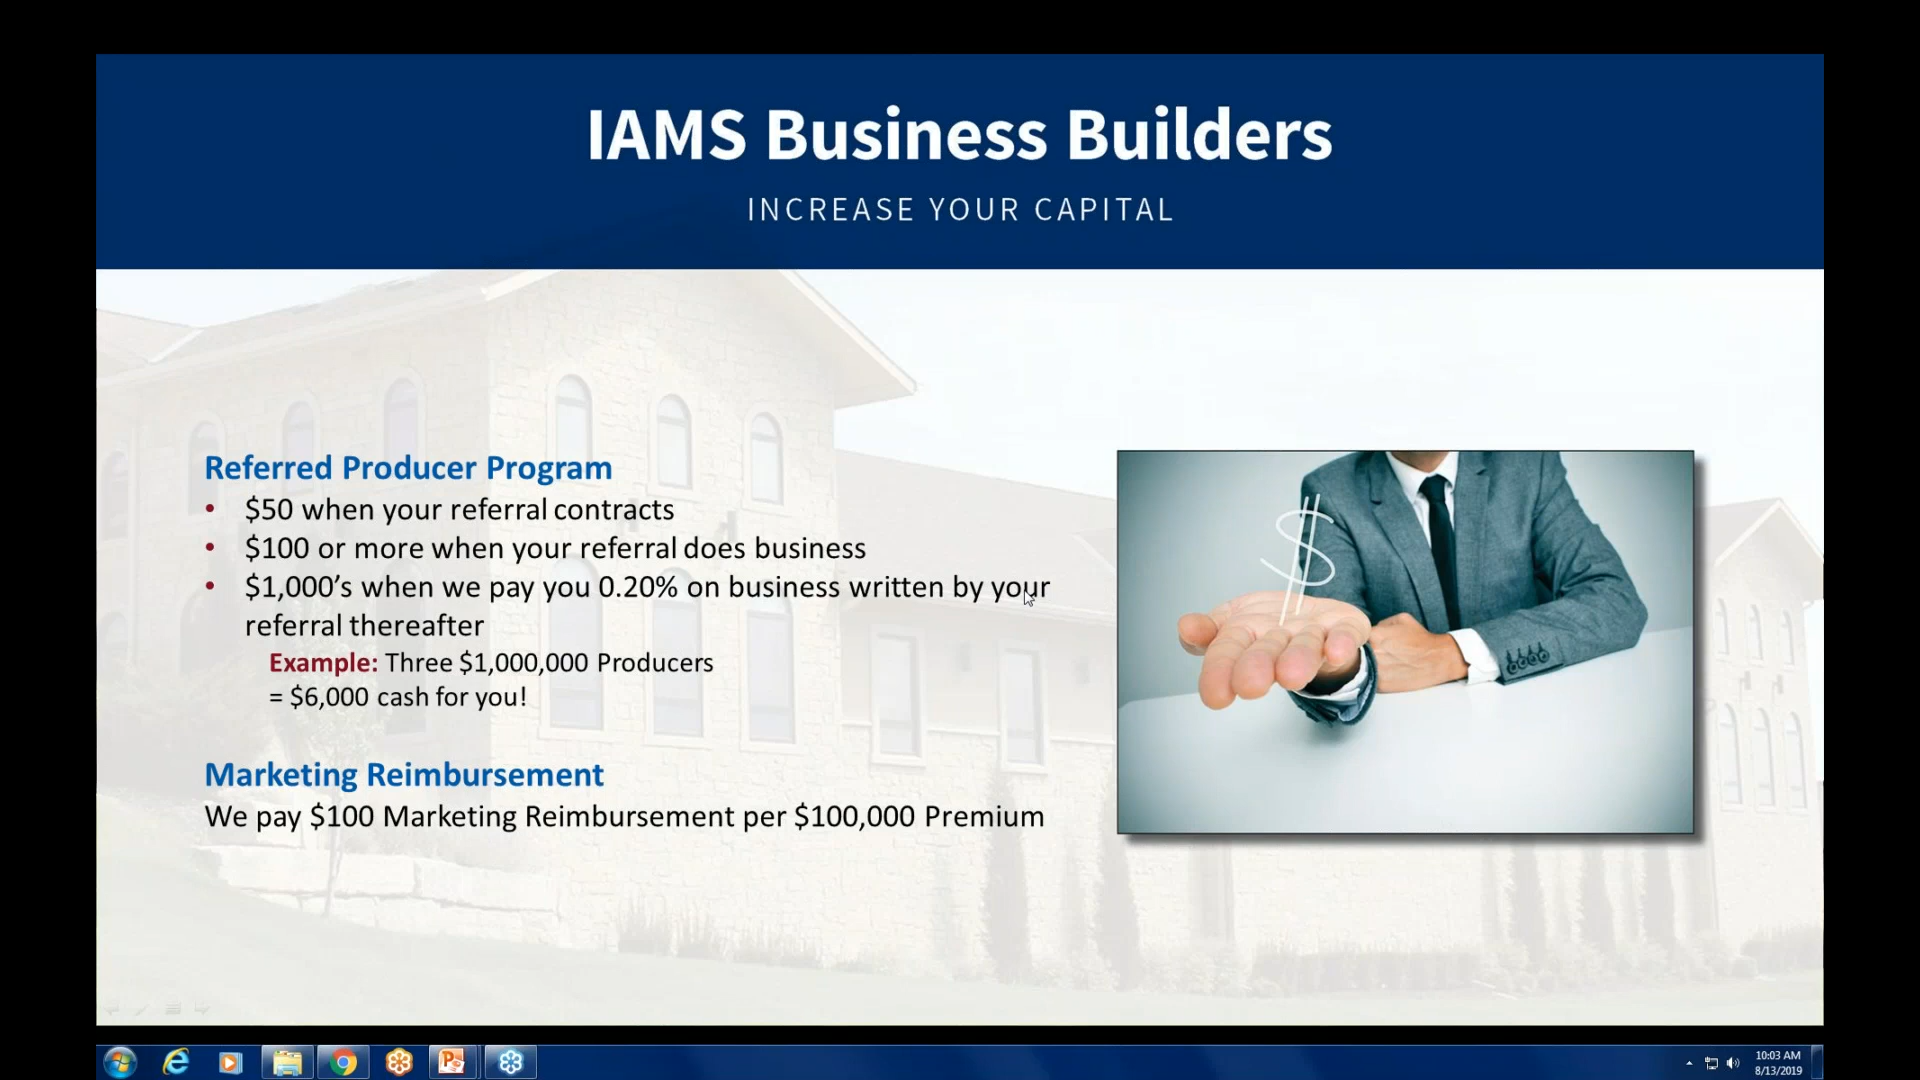 IAMS Business Builders
INCREASE YOUR CAPITAL
Referred Producer Program
• $50 when your referral contracts
• $100 or more when your referral does business
• $1,000’s when we pay you 0.20% on business written by your
referral thereafter
Example: Three $1,000,000 Producers
= $6,000 cash for you!
Marketing Reimbursement
We pay $100 Marketing Reimbursement per $100,000 Premium
$
10:03 AM
8/13/2019